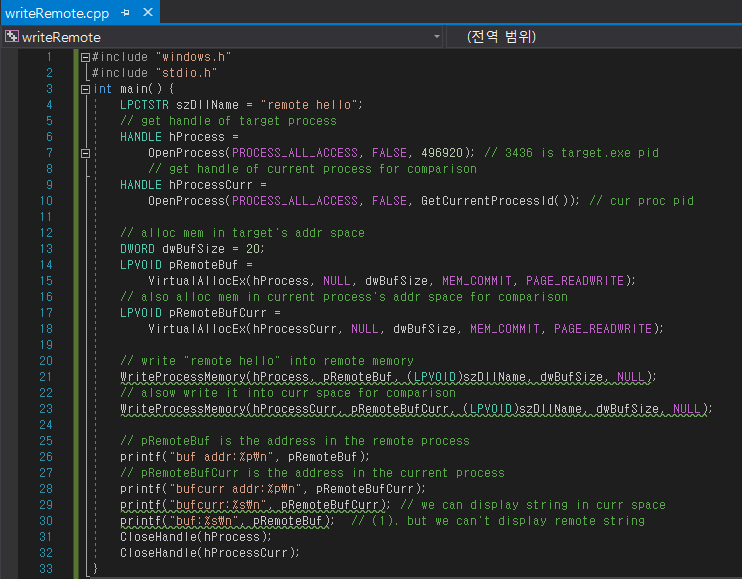 writeRemote.cpp
writeRemote (전역 범위)
1 #include "windows.h"
2 #include "stdio.h"
3 int main() {
4 LPCTSTR szDllName = "remote hello";
5 // get handle of target process
6 HANDLE hProcess =
7 OpenProcess(PROCESS_ALL_ACCESS, FALSE, 496920); // 3436 is target.exe pid
8 // get handle of current process for comparison
9 HANDLE hProcessCurr =
10 OpenProcess(PROCESS_ALL_ACCESS, FALSE, GetCurrentProcessId()); // cur proc pid
11
12 // alloc mem in target's addr space
13 DWORD dwBufSize = 20;
14 LPVOID pRemoteBuf =
15 VirtualAllocEx(hProcess, NULL, dwBufSize, MEM_COMMIT, PAGE_READWRITE);
16 // also alloc mem in current process's addr space for comparison
17 LPVOID pRemoteBufCurr =
18 VirtualAllocEx(hProcessCurr, NULL, dwBufSize, MEM_COMMIT, PAGE_READWRITE);
19
20 // write "remote hello" into remote memory
21 WriteProcessMemory(hProcess, pRemoteBuf, (LPVOID)szDllName, dwBufSize, NULL);
22 // alsow write it into curr space for comparison
23 WriteProcessMemory(hProcessCurr, pRemoteBufCurr, (LPVOID)szDllName, dwBufSize, NULL);
24
25 // pRemoteBuf is the address in the remote process
26 printf("buf addr:%p₩n", pRemoteBuf);
27 // pRemoteBufCurr is the address in the current process
28 printf("bufcurr addr:%p₩n", pRemoteBufCurr);
29 printf("bufcurr:%s₩n", pRemoteBufCurr); // we can display string in curr space
30 printf("buf:%s₩n", pRemoteBuf); // (1). but we can't display remote string
31 CloseHandle(hProcess);
32 CloseHandle(hProcessCurr);
33 }